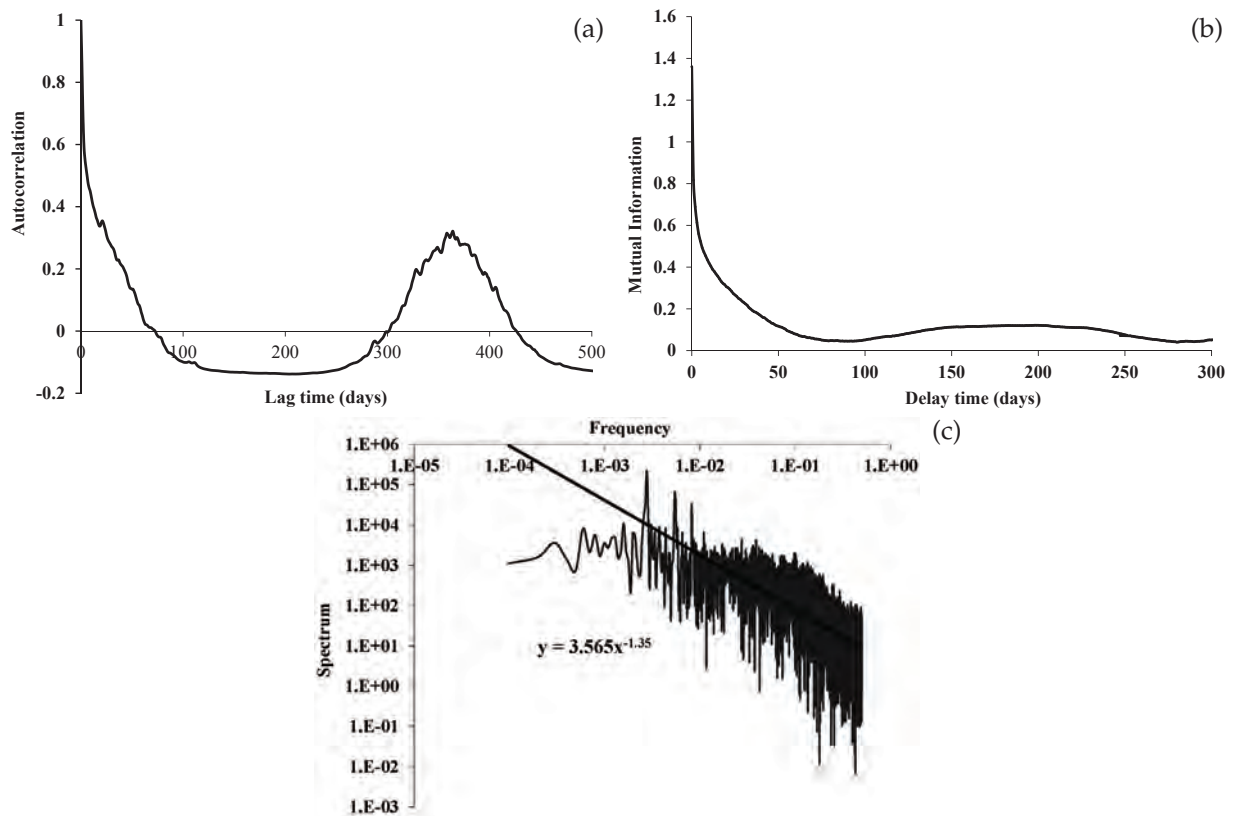 (a)
1
0.8
0.6
0.4
0.2
0
-0.2
0 100 200 300 400 500
Autocorrelation
Lag time (days)
(b)
1.6
1.4
1.2
1
0.8
0.6
0.4
0.2
0
0 50 100 150 200 250 300
Mutual Information
Delay time (days)
(c)
Frequency
1.E-05 1.E-04 1.E-03 1.E-02 1.E-01 1.E+00
1.E+06
1.E+05
1.E+04
1.E+03
1.E+02
1.E+01
1.E+00
1.E-01
1.E-02
1.E-03
Spectrum
y = 3.565x⁻¹·³⁵